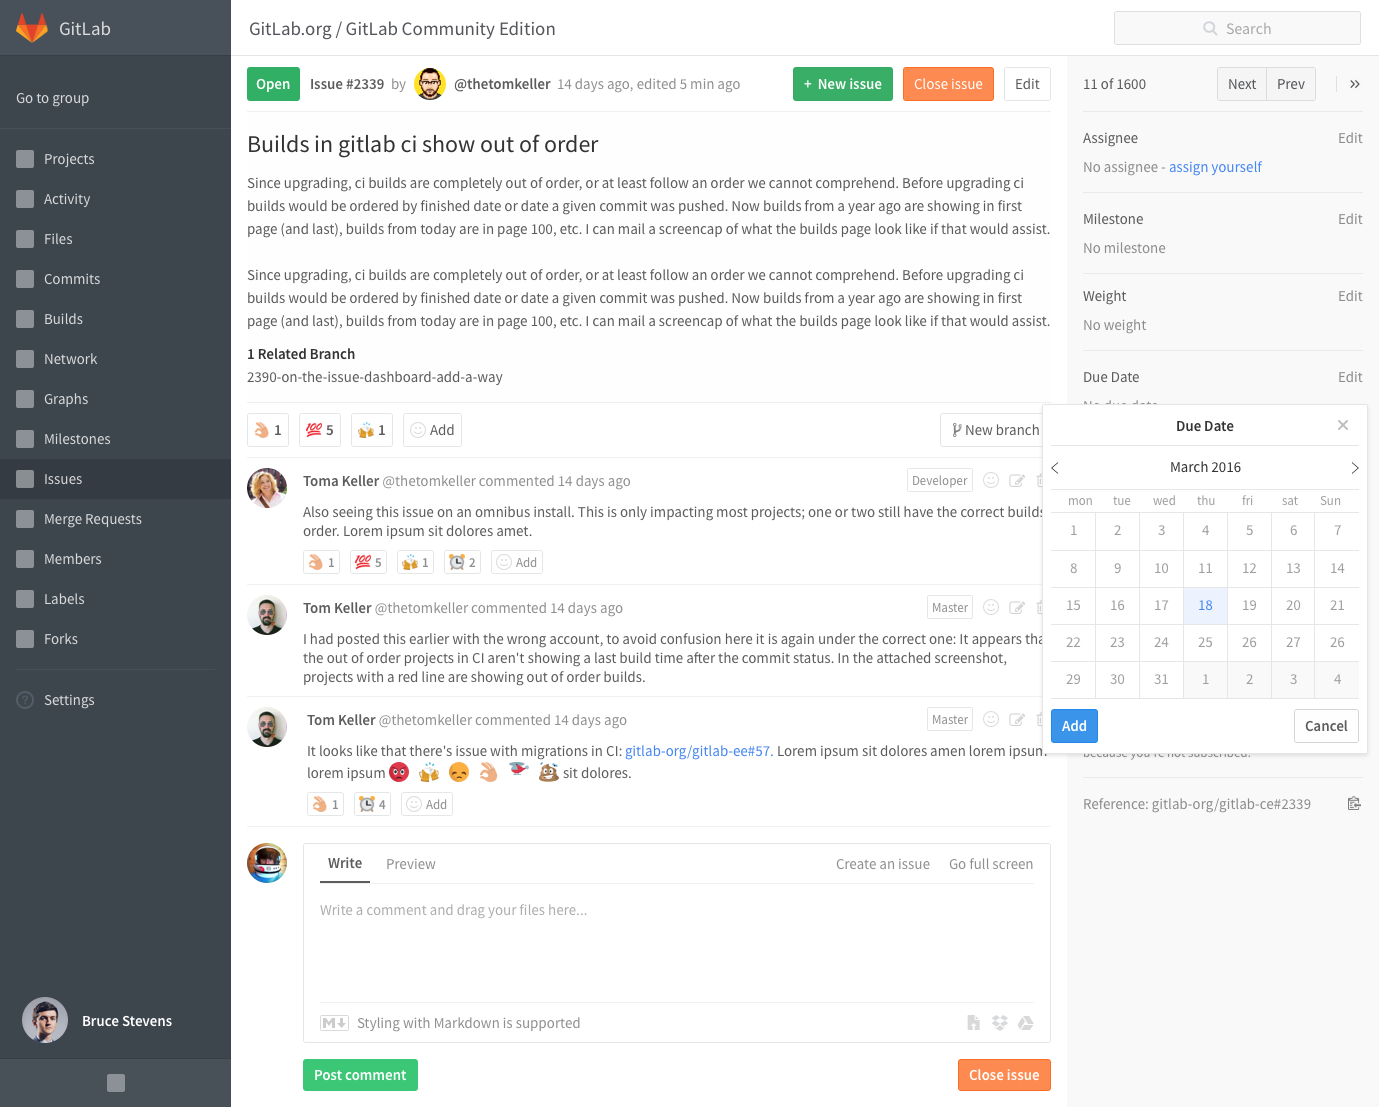 GitLab
GitLab.org / GitLab Community Edition
Search
Go to group
Projects
Activity
Files
Commits
Builds
Network
Graphs
Milestones
Issues
Merge Requests
Members
Labels
Forks
? Settings
Bruce Stevens
Open Issue #2339 by @thetomkeller 14 days ago, edited 5 min ago
+ New issue Close issue Edit
Builds in gitlab ci show out of order
Since upgrading, ci builds are completely out of order, or at least follow an order we cannot comprehend. Before upgrading ci
builds would be ordered by finished date or date a given commit was pushed. Now builds from a year ago are showing in first
page (and last), builds from today are in page 100, etc. I can mail a screencap of what the builds page look like if that would assist.
Since upgrading, ci builds are completely out of order, or at least follow an order we cannot comprehend. Before upgrading ci
builds would be ordered by finished date or date a given commit was pushed. Now builds from a year ago are showing in first
page (and last), builds from today are in page 100, etc. I can mail a screencap of what the builds page look like if that would assist.
1 Related Branch
2390-on-the-issue-dashboard-add-a-way
👌 1 💯 5 🍻 1 Add
New branch
Toma Keller @thetomkeller commented 14 days ago Developer
Also seeing this issue on an omnibus install. This is only impacting most projects; one or two still have the correct builds
order. Lorem ipsum sit dolores amet.
👌 1 💯 5 🍻 1 ⏰ 2 Add
Tom Keller @thetomkeller commented 14 days ago Master
I had posted this earlier with the wrong account, to avoid confusion here it is again under the correct one: It appears tha
the out of order projects in CI aren't showing a last build time after the commit status. In the attached screenshot,
projects with a red line are showing out of order builds.
Tom Keller @thetomkeller commented 14 days ago Master
It looks like that there's issue with migrations in CI: gitlab-org/gitlab-ee#57. Lorem ipsum sit dolores amen lorem ipsum
lorem ipsum 😡 🍻 😞 👌 🚁 💩 sit dolores.
👌 1 ⏰ 4 Add
Write Preview Create an issue Go full screen
Write a comment and drag your files here...
M↓ Styling with Markdown is supported
Post comment Close issue
11 of 1600 Next Prev »
Assignee Edit
No assignee - assign yourself
Milestone Edit
No milestone
Weight Edit
No weight
Due Date Edit
No due date
Due Date ×
March 2016
mon tue wed thu fri sat Sun
1 2 3 4 5 6 7
8 9 10 11 12 13 14
15 16 17 18 19 20 21
22 23 24 25 26 27 26
29 30 31 1 2 3 4
Add Cancel
because you're not subscribed.
Reference: gitlab-org/gitlab-ce#2339